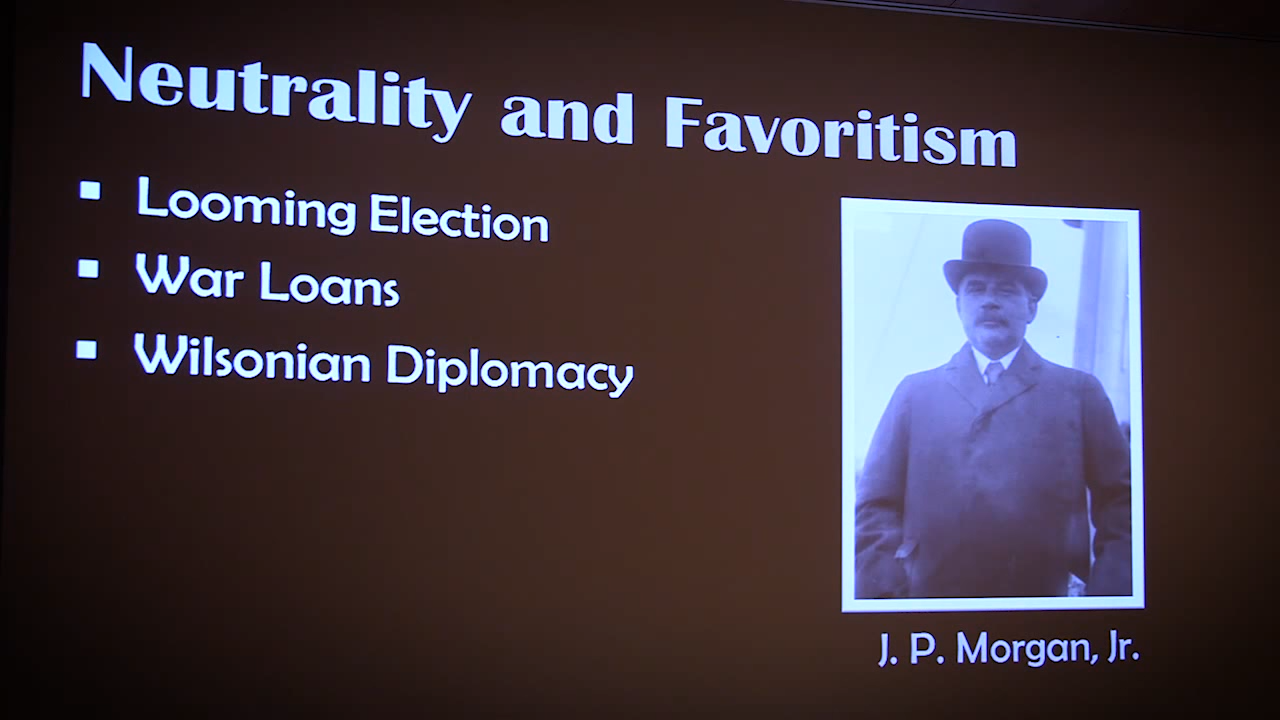 Neutrality and Favoritism
Looming Election
War Loans
Wilsonian Diplomacy
J. P. Morgan, Jr.